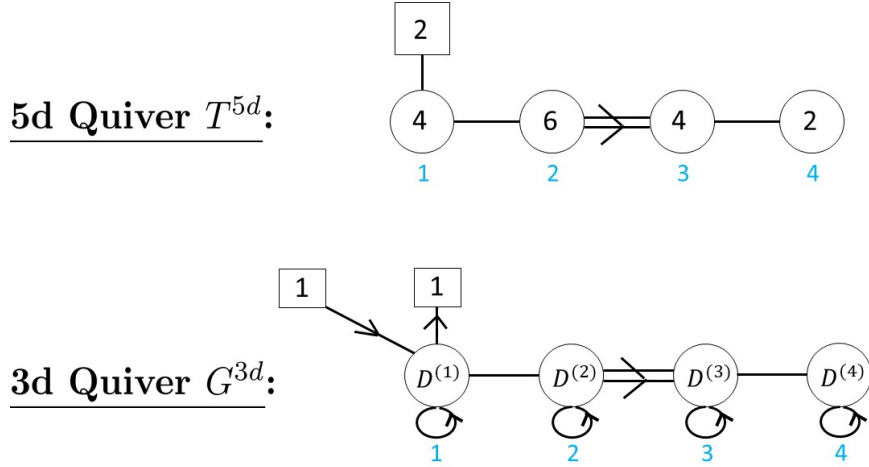 2
5d Quiver T^{5d}:
4 6 4 2
1 2 3 4
1 1
3d Quiver G^{3d}:
D^{(1)} D^{(2)} D^{(3)} D^{(4)}
1 2 3 4